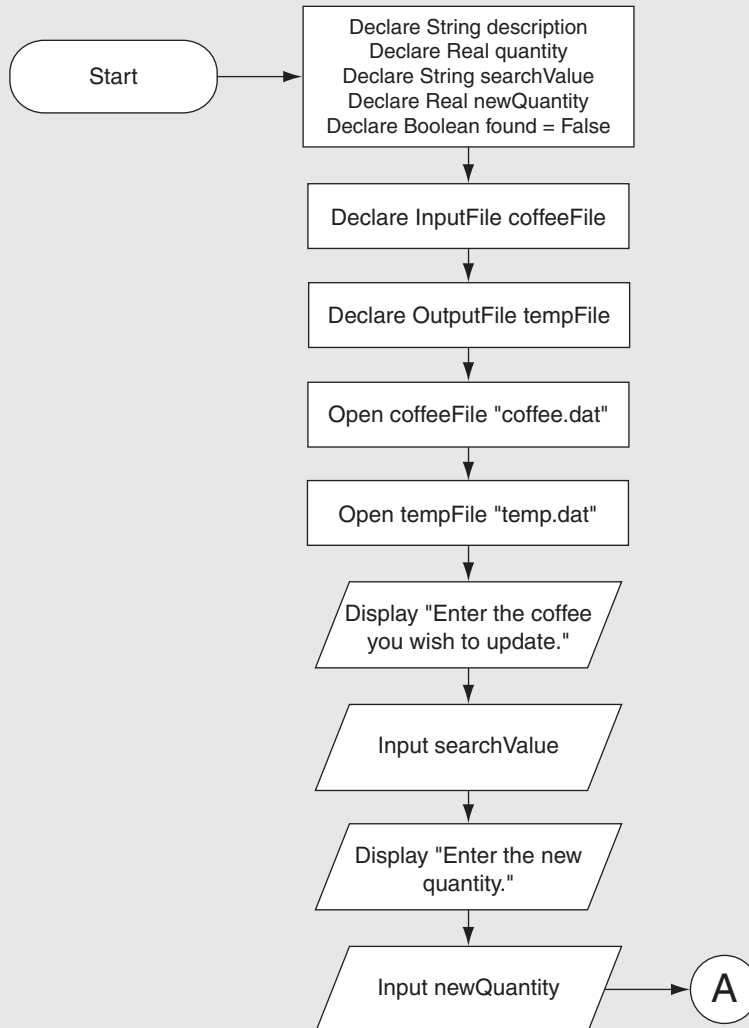 Start
Declare String description
Declare Real quantity
Declare String searchValue
Declare Real newQuantity
Declare Boolean found = False
Declare InputFile coffeeFile
Declare OutputFile tempFile
Open coffeeFile "coffee.dat"
Open tempFile "temp.dat"
Display "Enter the coffee
you wish to update."
Input searchValue
Display "Enter the new
quantity."
Input newQuantity
A